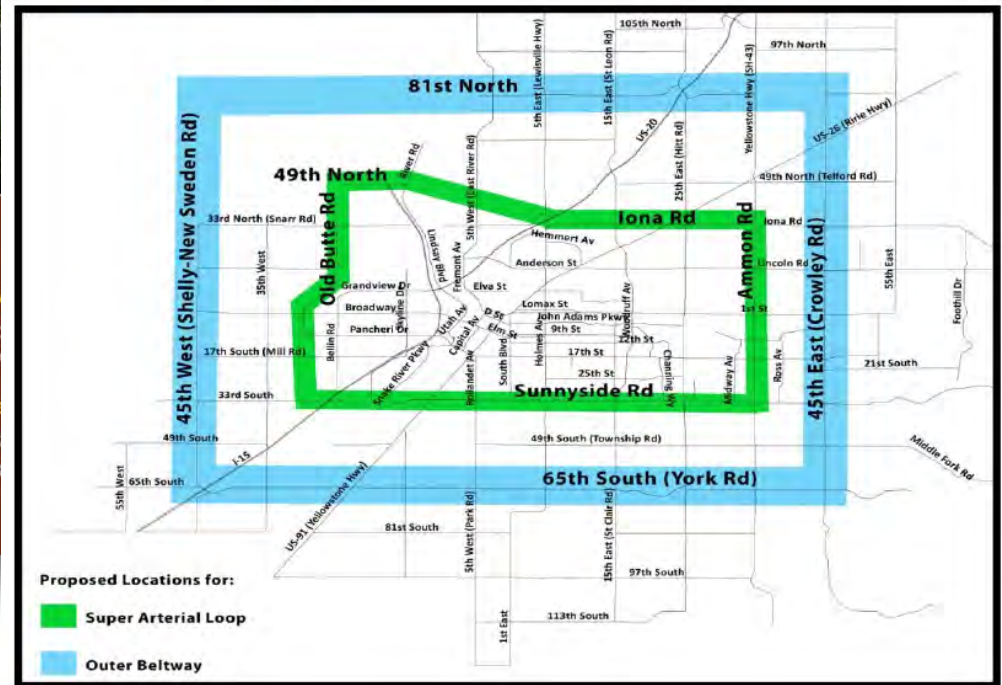 105th North
97th North
81st North
5th East (Lewisville Hwy)
15th East (St Leon Rd)
Yellowstone Hwy (SH-43)
US-20
US-26 (Ririe Hwy)
25th East (Hitt Rd)
River Rd
49th North
5th West (East River Rd)
49th North (Telford Rd)
45th West (Shelly-New Sweden Rd)
33rd North (Snarr Rd)
Old Butte Rd
Iona Rd
Iona Rd
Ammon Rd
Hemmert Av
Lindsay Blvd
Fremont Av
Anderson St
Lincoln Rd
45th East (Crowley Rd)
55th East
Foothill Dr
35th West
Grandview Dr
Skyline Dr
Elva St
Broadway
Lomax St
Woodruff Av
1st St
Utah Av
D St
John Adams Pkwy
Pancheri Dr
Capital Av
Elm St
9th St
12th St
Bellin Rd
South Blvd
Holmes Av
17th South (Mill Rd)
17th St
21st South
Snake River Pkwy
25th St
Channing Wy
Midway Av
Ross Av
33rd South
Sunnyside Rd
49th South
49th South (Township Rd)
Middle Fork Rd
I-15
55th West
65th South
65th South (York Rd)
US-91 (Yellowstone Hwy)
5th West (Park Rd)
15th East (St Clair Rd)
81st South
97th South
1st East
113th South
Proposed Locations for:
Super Arterial Loop
Outer Beltway